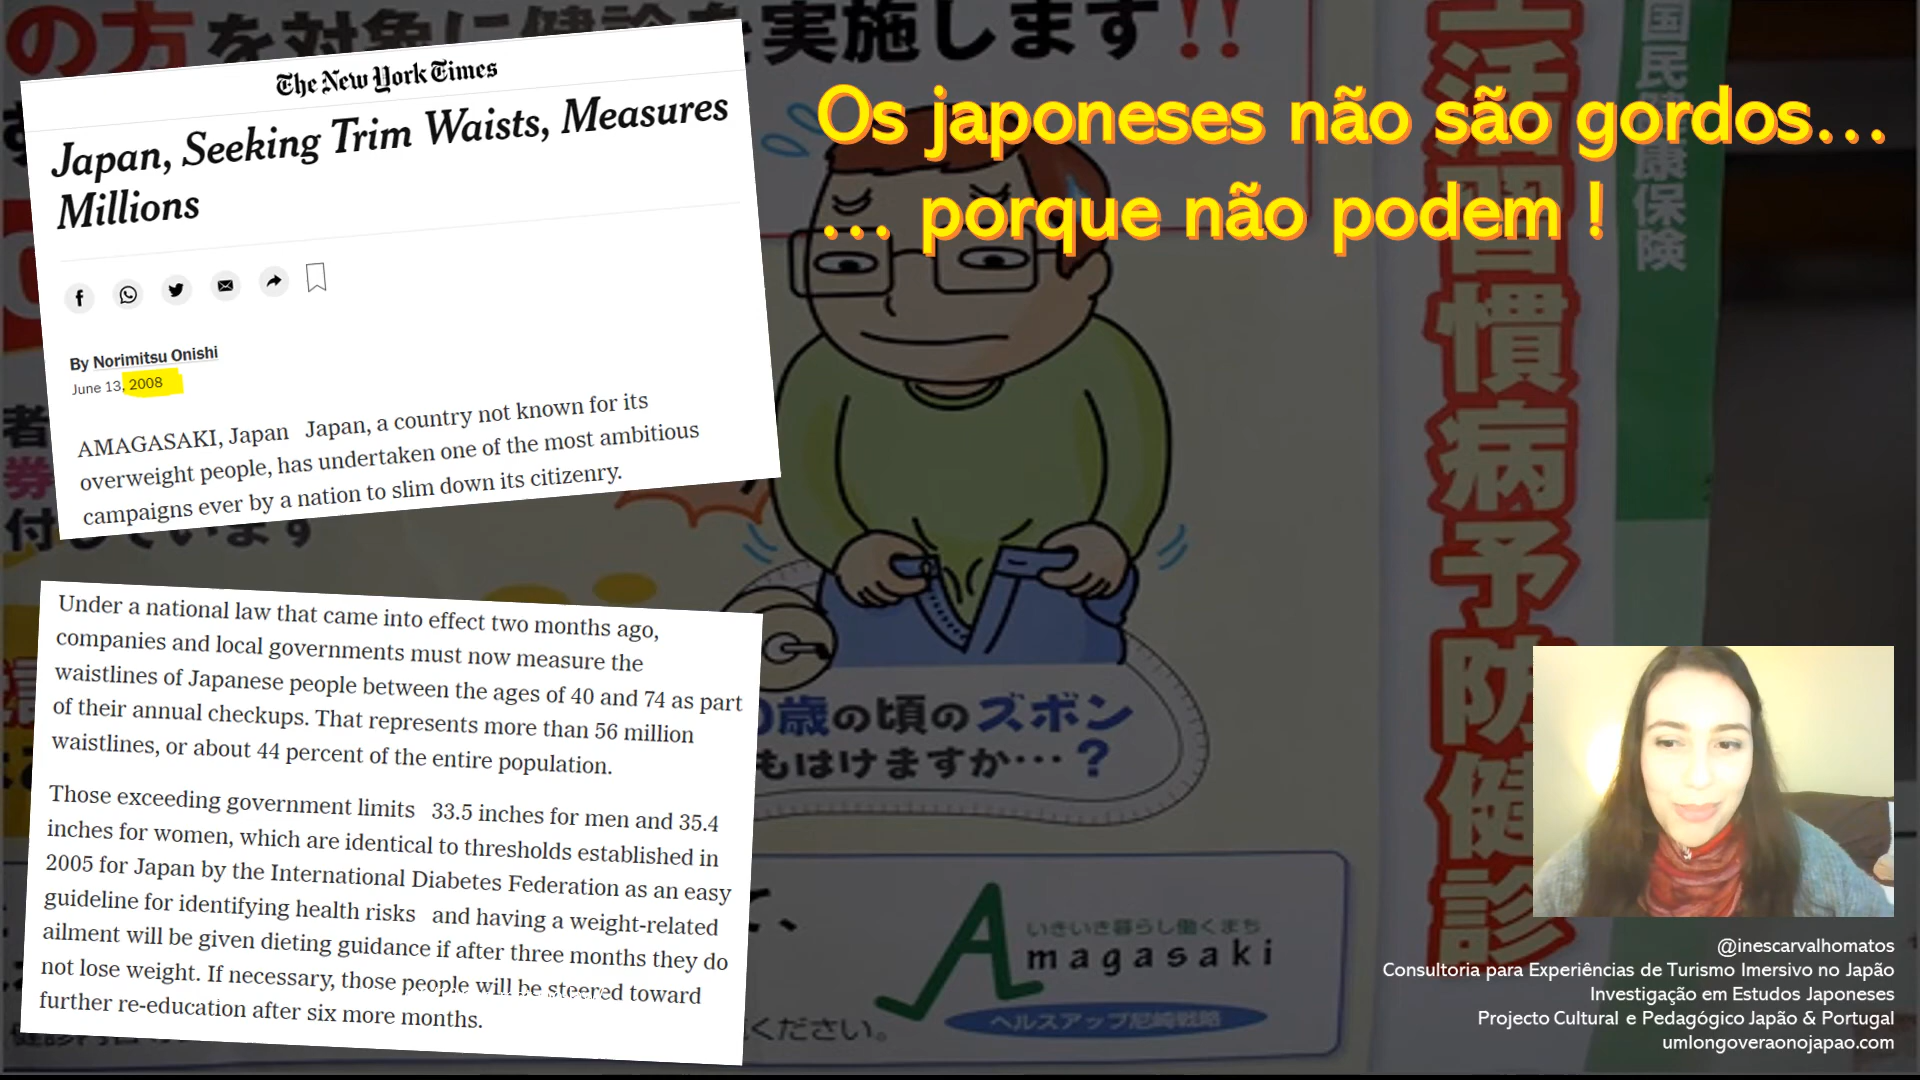 の方を対象に健診を実施します!!
The New York Times
Japan, Seeking Trim Waists, Measures
Millions
By Norimitsu Onishi
June 13, 2008
AMAGASAKI, Japan Japan, a country not known for its
overweight people, has undertaken one of the most ambitious
campaigns ever by a nation to slim down its citizenry.
Os japoneses não são gordos...
... porque não podem !
Under a national law that came into effect two months ago,
companies and local governments must now measure the
waistlines of Japanese people between the ages of 40 and 74 as part
of their annual checkups. That represents more than 56 million
waistlines, or about 44 percent of the entire population.
Those exceeding government limits 33.5 inches for men and 35.4
inches for women, which are identical to thresholds established in
2005 for Japan by the International Diabetes Federation as an easy
guideline for identifying health risks and having a weight-related
ailment will be given dieting guidance if after three months they do
not lose weight. If necessary, those people will be steered toward
further re-education after six more months.
者
券
付しています
歳の頃のズボン
もはけますか…?
いきいき暮らし働くまち
Amagasaki
ヘルスアップ尼崎戦略
ください。
活習慣病予防健診
国民健康保険
@inescarvalhomatos
Consultoria para Experiências de Turismo Imersivo no Japão
Investigação em Estudos Japoneses
Projecto Cultural e Pedagógico Japão & Portugal
umlongoveraonojapao.com